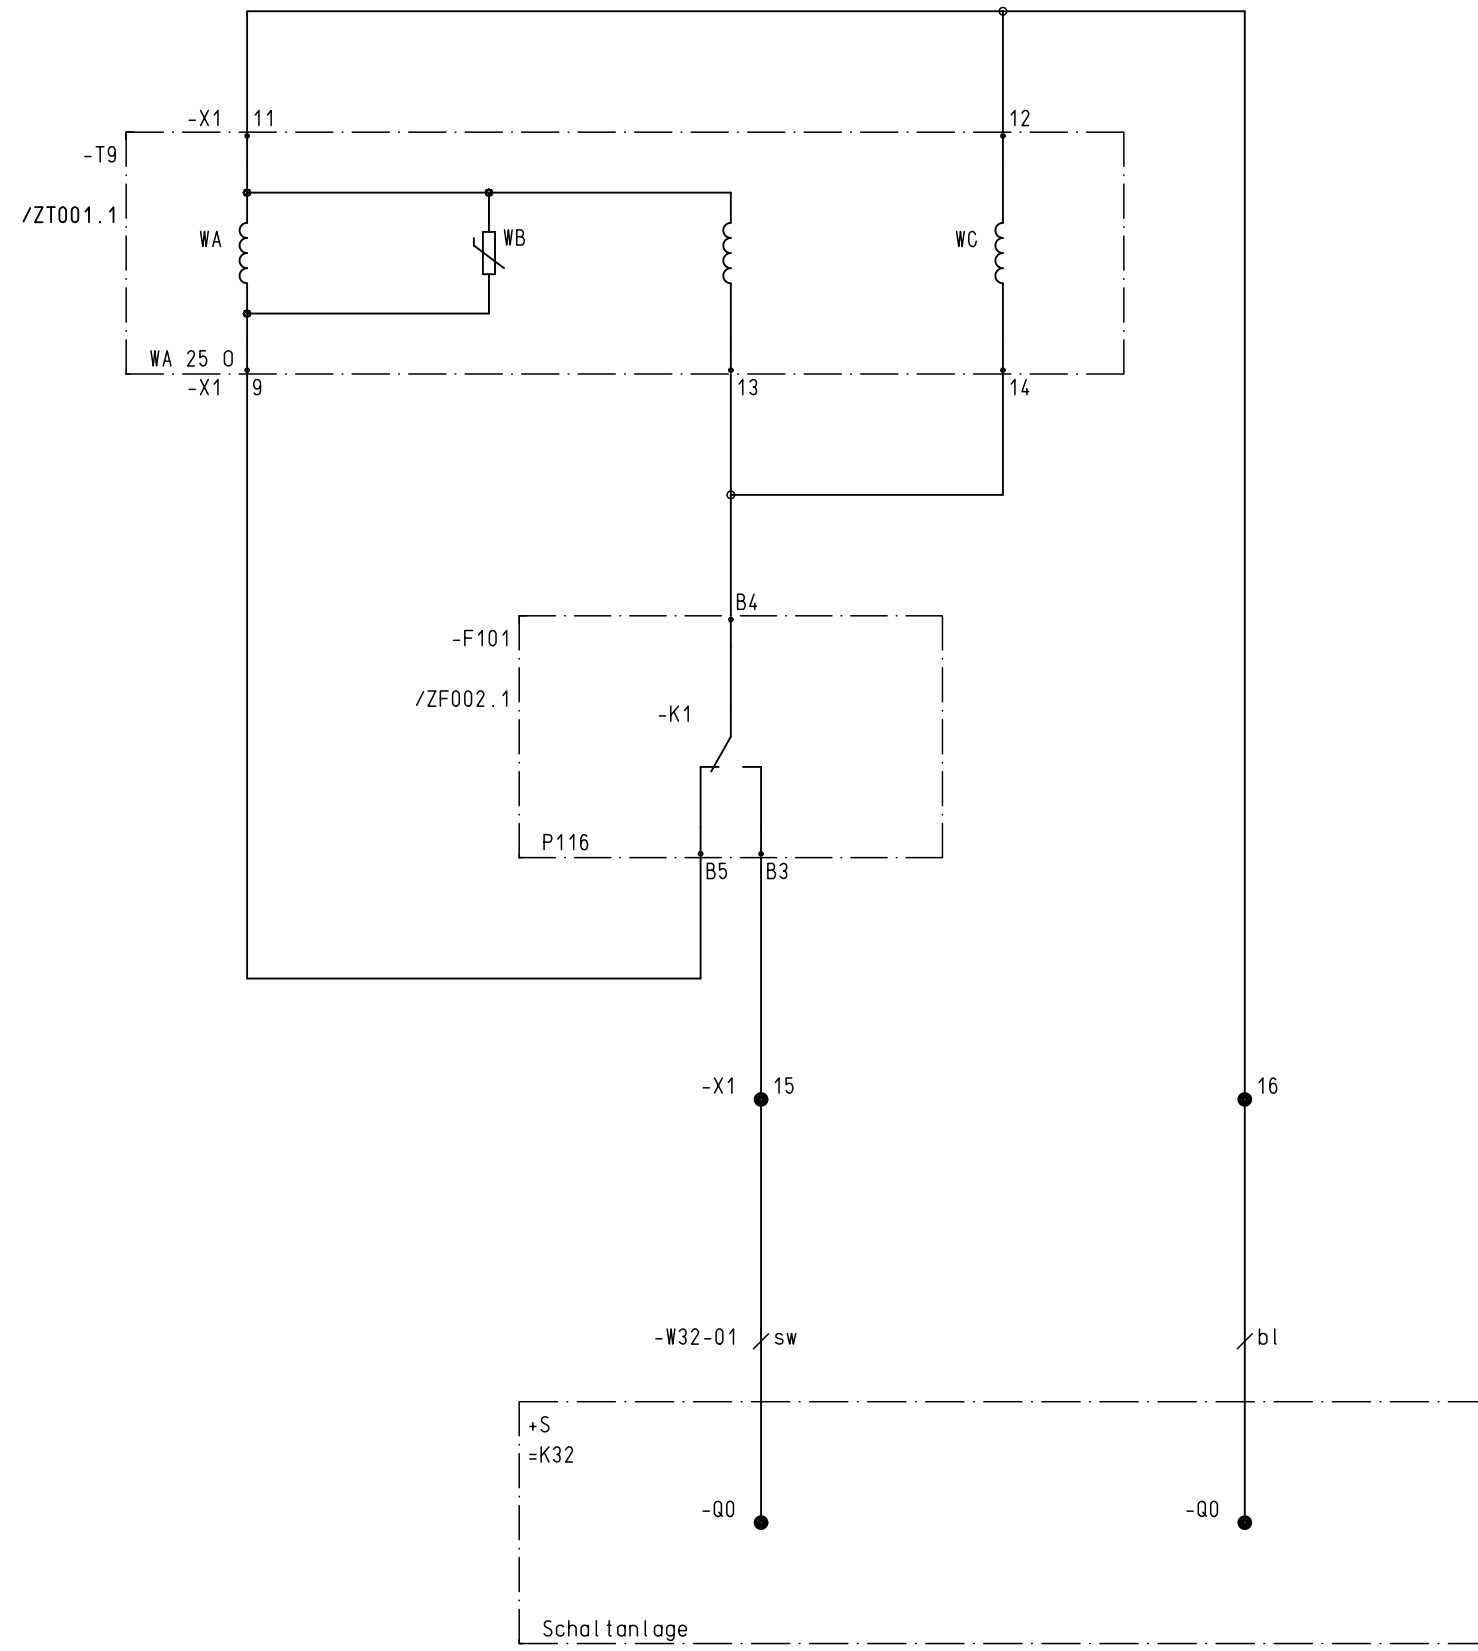 -X1 11 12
-T9
/ZT001.1
WA WB WC
WA 25 O
-X1 9 13 14
B4
-F101
/ZF002.1
-K1
P116
B5 B3
-X1 15 16
-W32-01 sw bl
+S
=K32
-Q0 -Q0
Schaltanlage